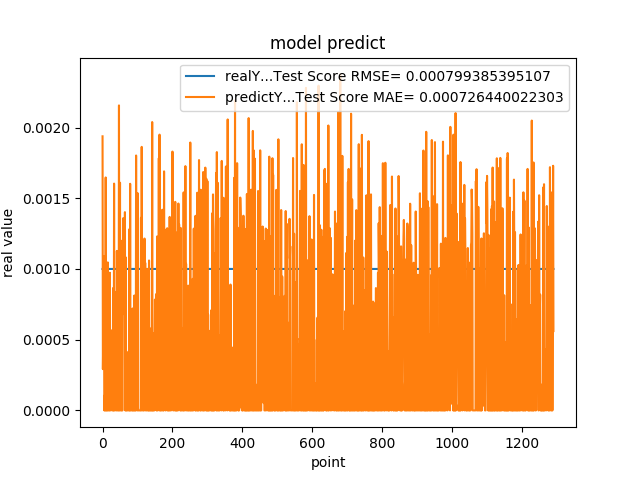 model predict
realY...Test Score RMSE= 0.000799385395107
predictY...Test Score MAE= 0.000726440022303
0.0020
0.0015
0.0010
0.0005
0.0000
real value
0 200 400 600 800 1000 1200
point